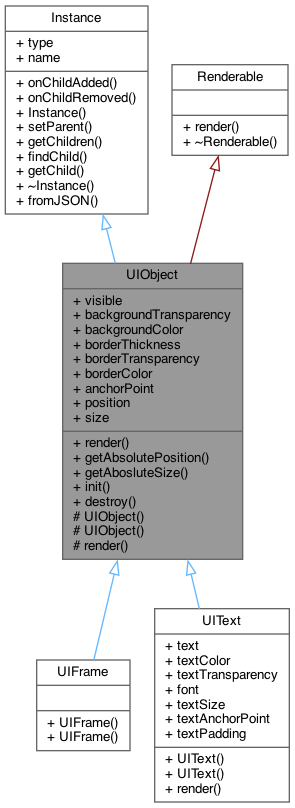 Instance
+ type
+ name
+ onChildAdded()
+ onChildRemoved()
+ Instance()
+ setParent()
+ getChildren()
+ findChild()
+ getChild()
+ ~Instance()
+ fromJSON()
Renderable
+ render()
+ ~Renderable()
UIObject
+ visible
+ backgroundTransparency
+ backgroundColor
+ borderThickness
+ borderTransparency
+ borderColor
+ anchorPoint
+ position
+ size
+ render()
+ getAbsolutePosition()
+ getAbosluteSize()
+ init()
+ destroy()
# UIObject()
# UIObject()
# render()
UIFrame
+ UIFrame()
+ UIFrame()
UIText
+ text
+ textColor
+ textTransparency
+ font
+ textSize
+ textAnchorPoint
+ textPadding
+ UIText()
+ UIText()
+ render()